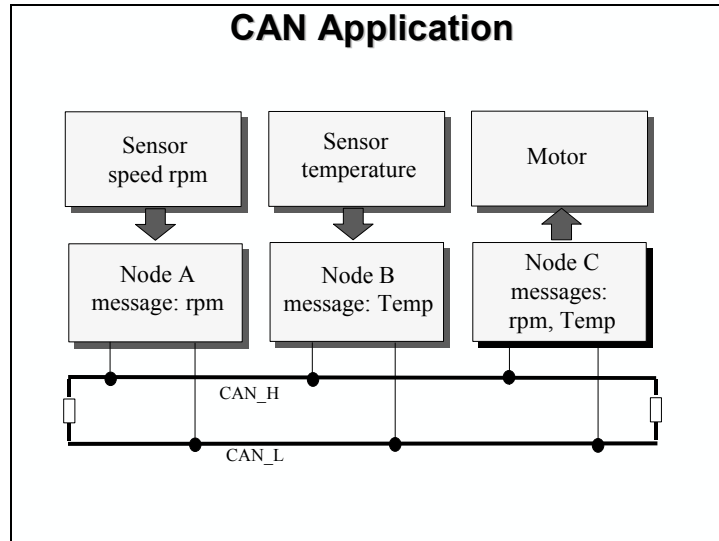 CAN Application
Sensor
speed rpm
Sensor
temperature
Motor
Node A
message: rpm
Node B
message: Temp
Node C
messages:
rpm, Temp
CAN_H
CAN_L